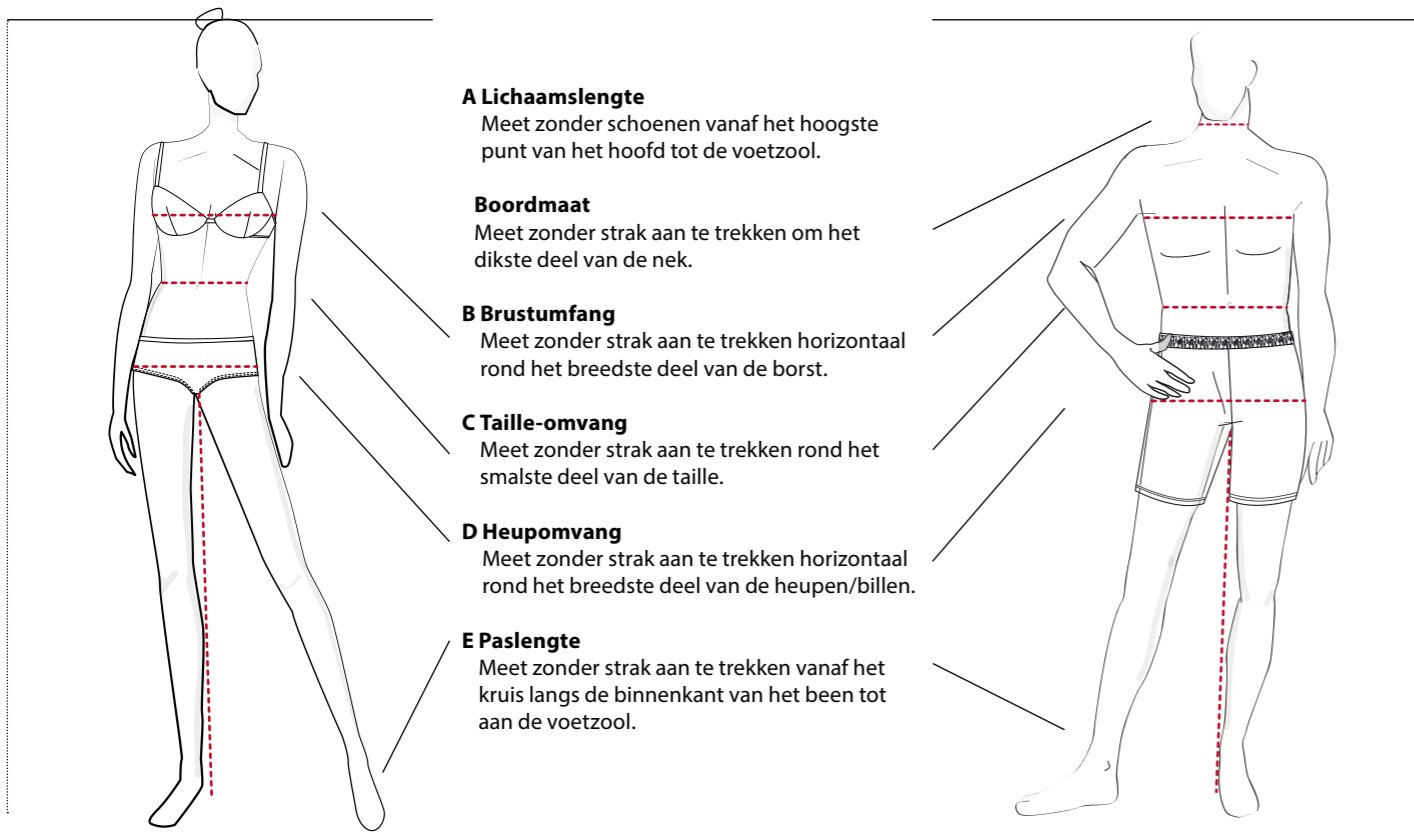 A Lichaamslengte
Meet zonder schoenen vanaf het hoogste
punt van het hoofd tot de voetzool.
Boordmaat
Meet zonder strak aan te trekken om het
dikste deel van de nek.
B Brustumfang
Meet zonder strak aan te trekken horizontaal
rond het breedste deel van de borst.
C Taille-omvang
Meet zonder strak aan te trekken rond het
smalste deel van de taille.
D Heupomvang
Meet zonder strak aan te trekken horizontaal
rond het breedste deel van de heupen/billen.
E Paslengte
Meet zonder strak aan te trekken vanaf het
kruis langs de binnenkant van het been tot
aan de voetzool.